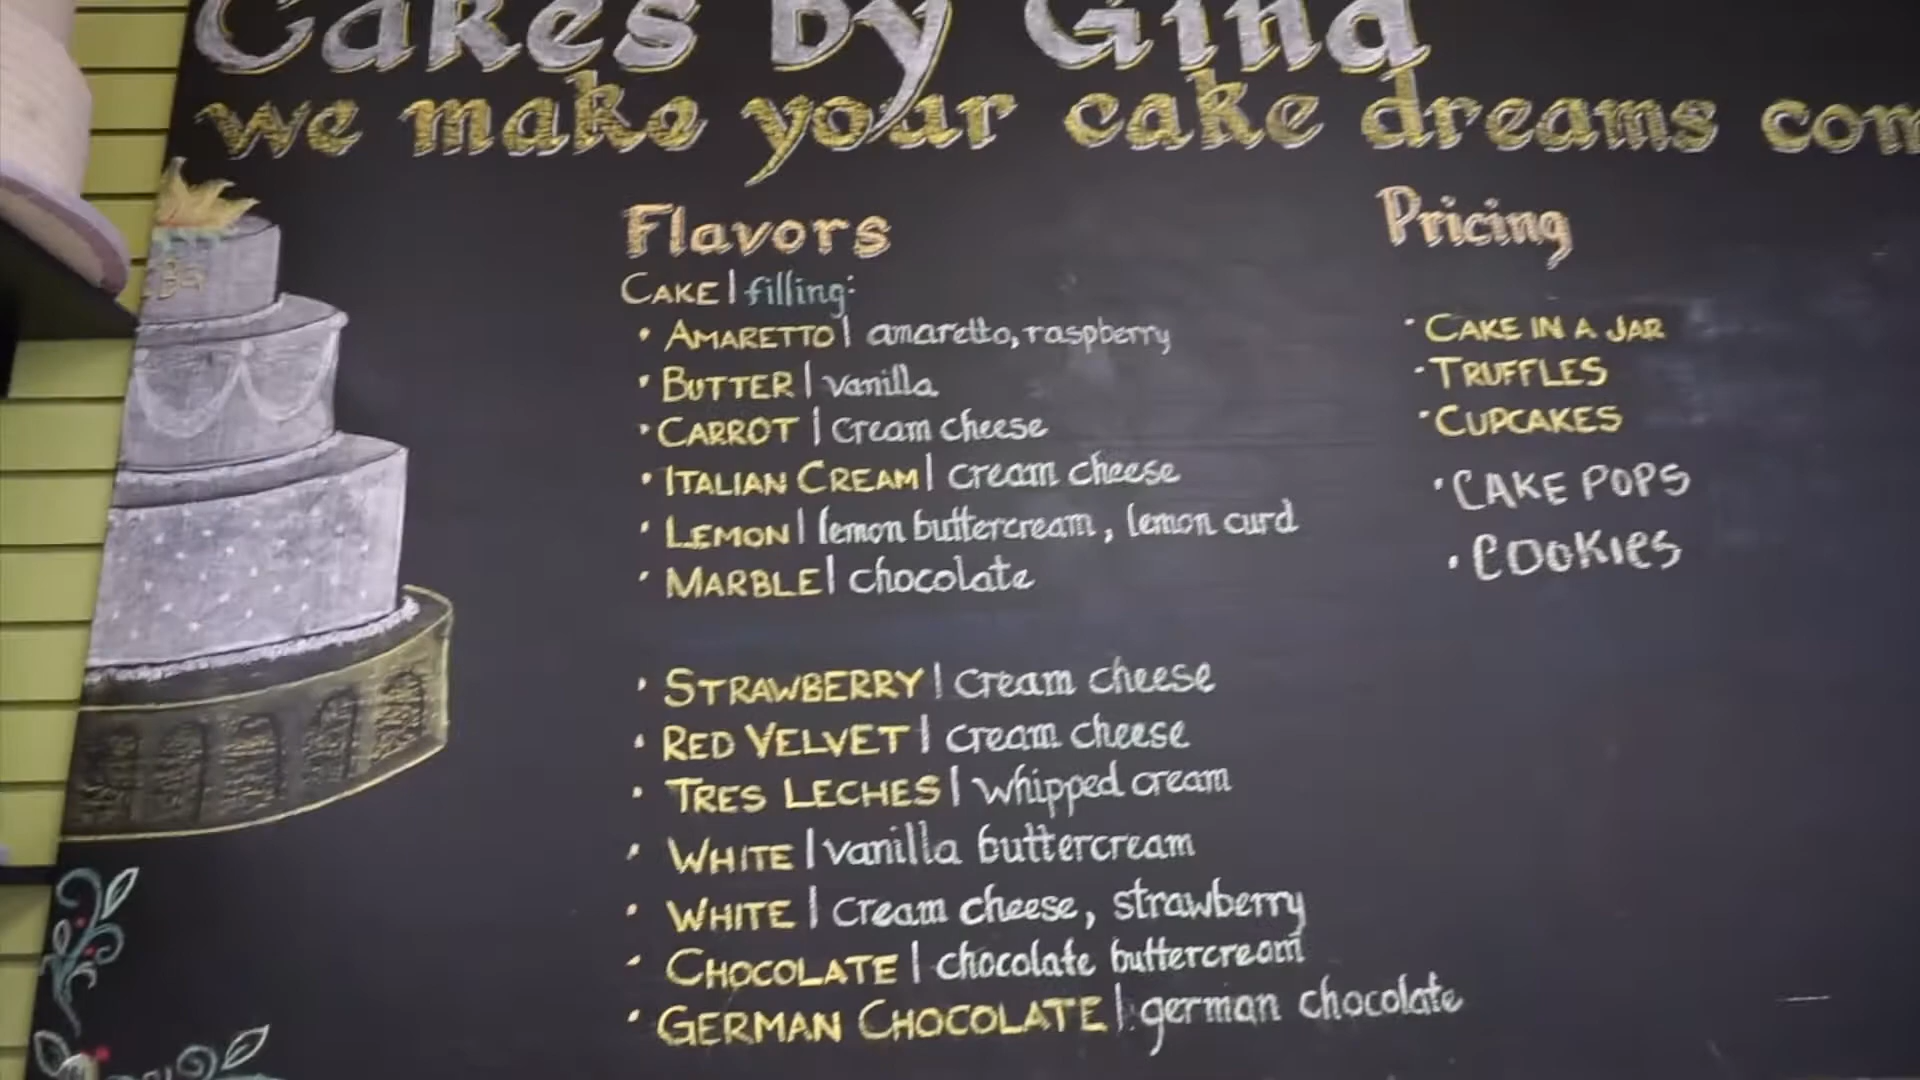 Cakes by Gina
we make your cake dreams com
Flavors
CAKE | filling:
• AMARETTO | amaretto, raspberry
• BUTTER | vanilla
• CARROT | cream cheese
• ITALIAN CREAM | cream cheese
• LEMON | lemon buttercream, lemon curd
• MARBLE | chocolate
• STRAWBERRY | cream cheese
• RED VELVET | cream cheese
• TRES LECHES | whipped cream
• WHITE | vanilla buttercream
• WHITE | cream cheese, strawberry
• CHOCOLATE | chocolate buttercream
• GERMAN CHOCOLATE | german chocolate
Pricing
• CAKE IN A JAR
• TRUFFLES
• CUPCAKES
• CAKE POPS
• COOKIES